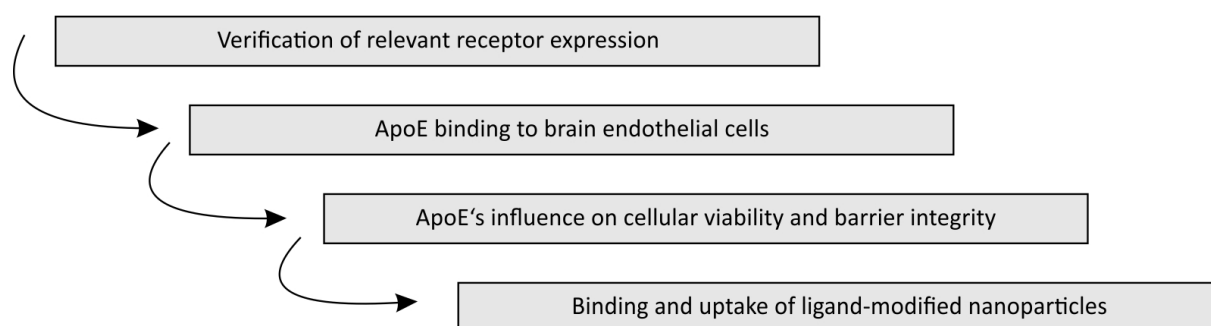 Verification of relevant receptor expression
ApoE binding to brain endothelial cells
ApoE‘s influence on cellular viability and barrier integrity
Binding and uptake of ligand-modified nanoparticles